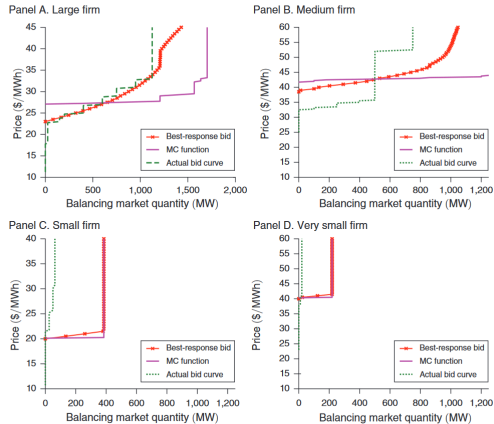 Panel A. Large firm
45
40
35
30
25
20
15
10
Price ($/MWh)
Best-response bid
MC function
Actual bid curve
0
500
1,000
1,500
2,000
Balancing market quantity (MW)
Panel B. Medium firm
60
55
50
45
40
35
30
25
20
15
10
Price ($/MWh)
Best-response bid
MC function
Actual bid curve
0 200 400 600 800 1,000 1,200
Balancing market quantity (MW)
Panel C. Small firm
40
35
30
25
20
15
10
Price ($/MWh)
Best-response bid
MC function
Actual bid curve
0 200 400 600 800 1,000 1,200
Balancing market quantity (MW)
Panel D. Very small firm
60
55
50
45
40
35
30
25
20
15
10
Price ($/MWh)
Best-response bid
MC function
Actual bid curve
0 200 400 600 800 1,000 1,200
Balancing market quantity (MW)